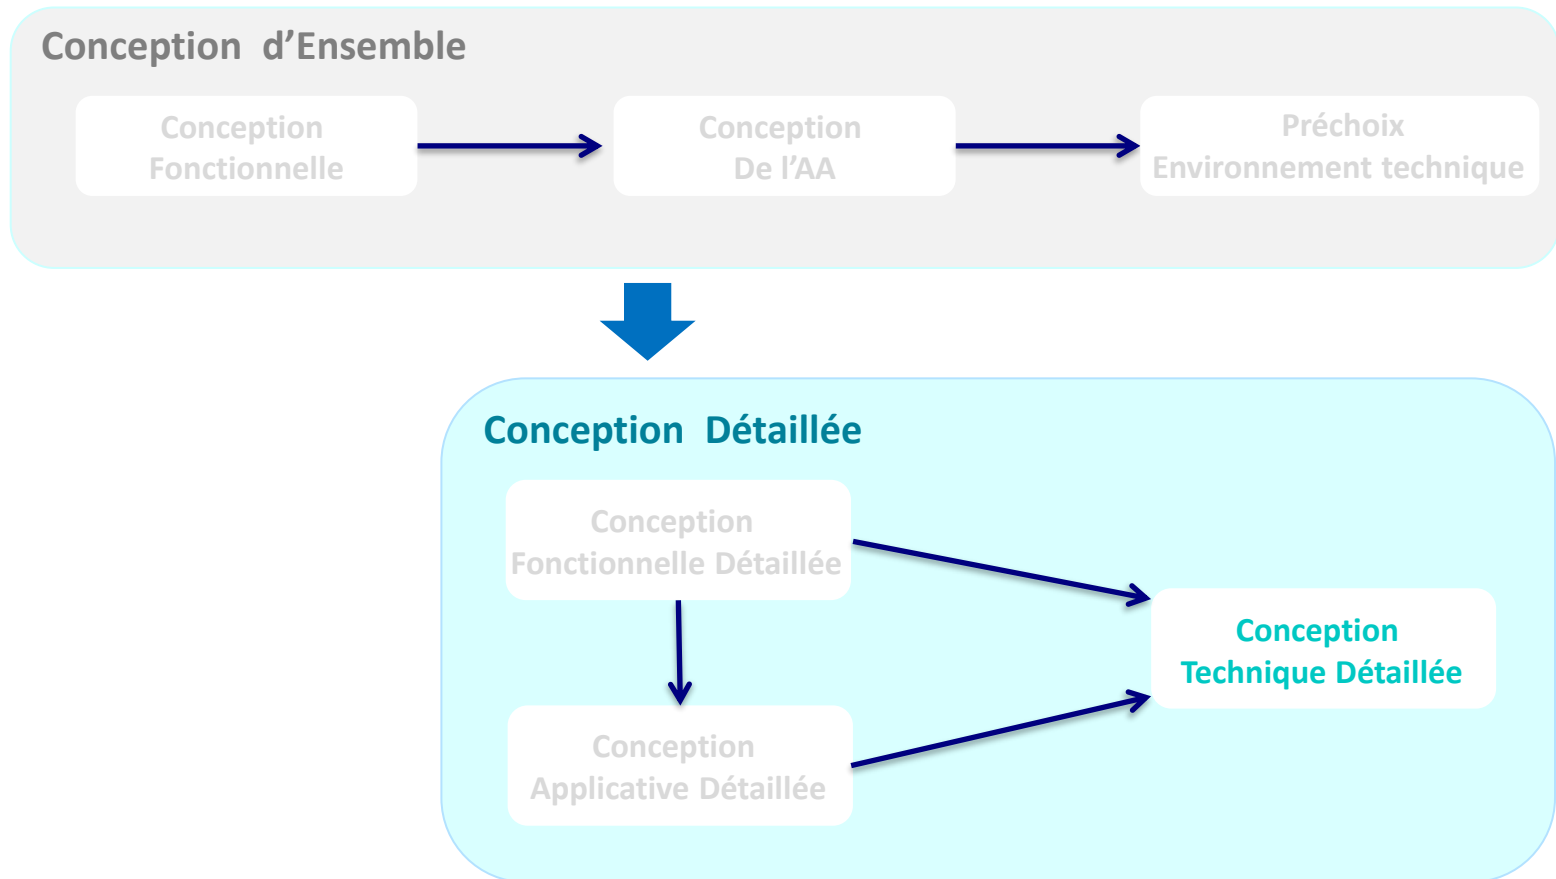 Conception d’Ensemble
Conception
Fonctionnelle
Conception
De l’AA
Préchoix
Environnement technique
Conception Détaillée
Conception
Fonctionnelle Détaillée
Conception
Technique Détaillée
Conception
Applicative Détaillée